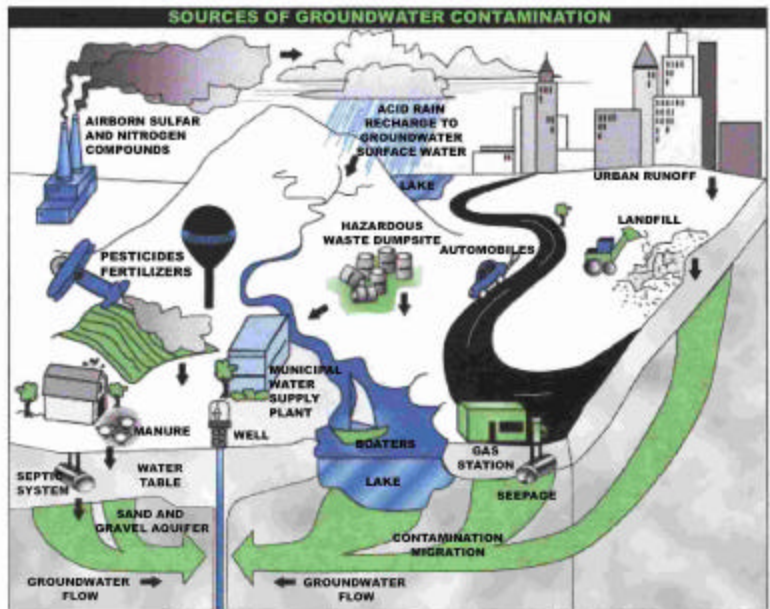 SOURCES OF GROUNDWATER CONTAMINATION
AIRBORN SULFAR
AND NITROGEN
COMPOUNDS
ACID RAIN
RECHARGE TO
GROUNDWATER
SURFACE WATER
LAKE
URBAN RUNOFF
LANDFILL
HAZARDOUS
WASTE DUMPSITE
AUTOMOBILES
PESTICIDES
FERTILIZERS
MUNICIPAL
WATER
SUPPLY
PLANT
MANURE
WELL
BOATERS
GAS
STATION
SEPTIC
SYSTEM
WATER
TABLE
LAKE
SEEPAGE
SAND AND
GRAVEL AQUIFER
CONTAMINATION
MIGRATION
GROUNDWATER
FLOW
GROUNDWATER
FLOW